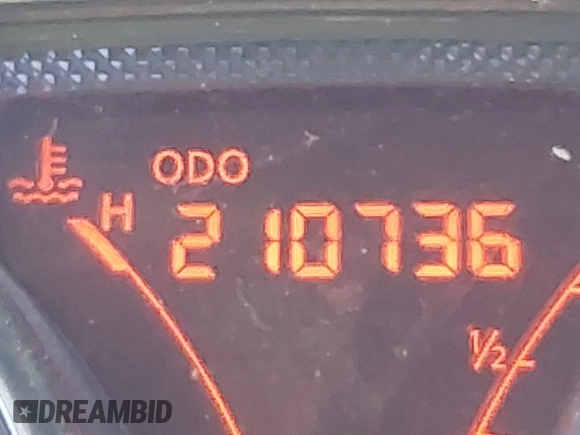 ODO
H
210736
1/2
DREAMBID